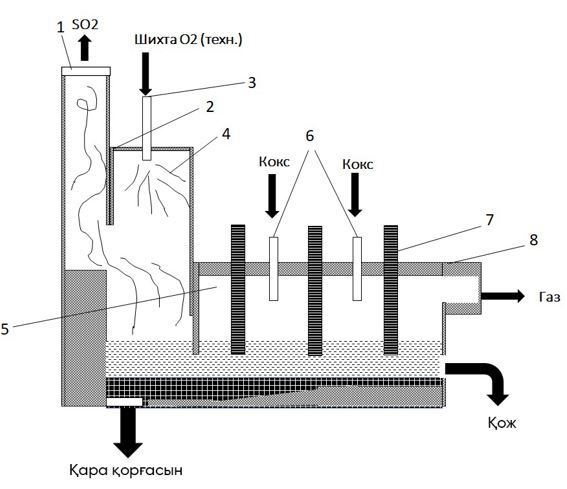 1
SO2
Шихта O2 (техн.)
3
2
4
6
Кокс
Кокс
7
8
5
Газ
Қож
Қара қорғасын